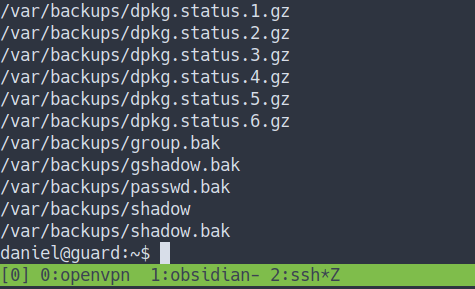 /var/backups/dpkg.status.1.gz
/var/backups/dpkg.status.2.gz
/var/backups/dpkg.status.3.gz
/var/backups/dpkg.status.4.gz
/var/backups/dpkg.status.5.gz
/var/backups/dpkg.status.6.gz
/var/backups/group.bak
/var/backups/gshadow.bak
/var/backups/passwd.bak
/var/backups/shadow
/var/backups/shadow.bak
daniel@guard:~$
[0] 0:openvpn  1:obsidian- 2:ssh*Z